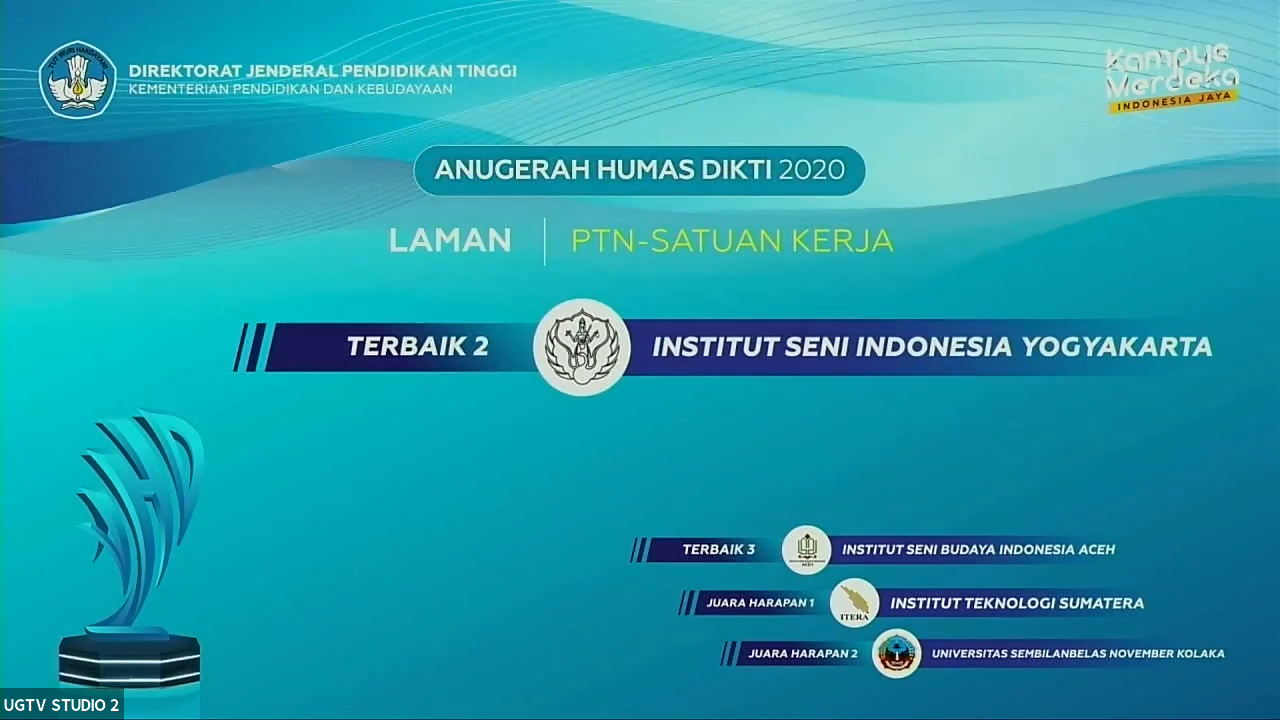 DIREKTORAT JENDERAL PENDIDIKAN TINGGI
KEMENTERIAN PENDIDIKAN DAN KEBUDAYAAN
Kampus
Merdeka
INDONESIA JAYA
ANUGERAH HUMAS DIKTI 2020
LAMAN PTN-SATUAN KERJA
TERBAIK 2 INSTITUT SENI INDONESIA YOGYAKARTA
AHD
TERBAIK 3 INSTITUT SENI BUDAYA INDONESIA ACEH
JUARA HARAPAN 1 ITERA INSTITUT TEKNOLOGI SUMATERA
JUARA HARAPAN 2 UNIVERSITAS SEMBILANBELAS NOVEMBER KOLAKA
UGTV STUDIO 2